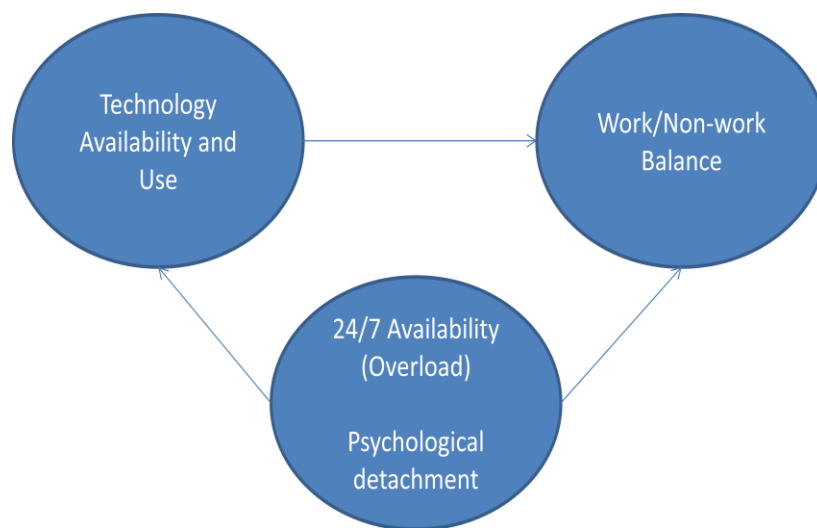 Technology
Availability and
Use
Work/Non-work
Balance
24/7 Availability
(Overload)
Psychological
detachment